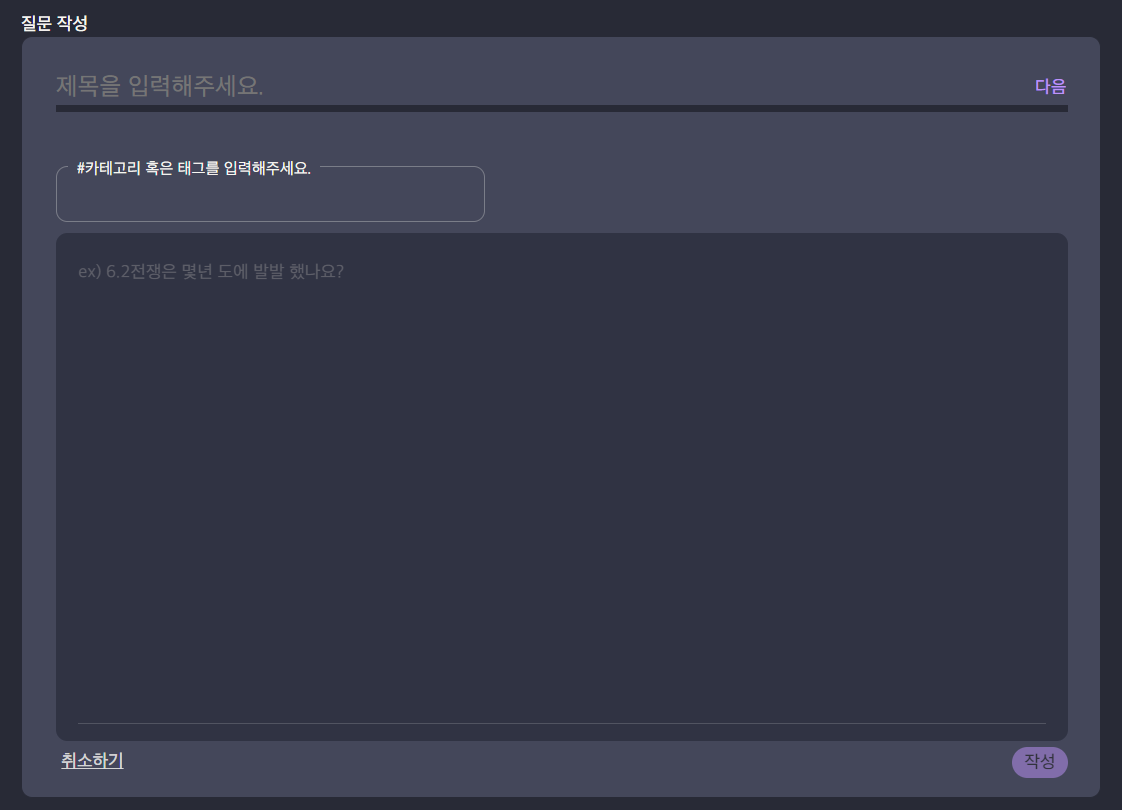 질문 작성
제목을 입력해주세요.
다음
#카테고리 혹은 태그를 입력해주세요.
ex) 6.2전쟁은 몇년 도에 발발 했나요?
취소하기
작성